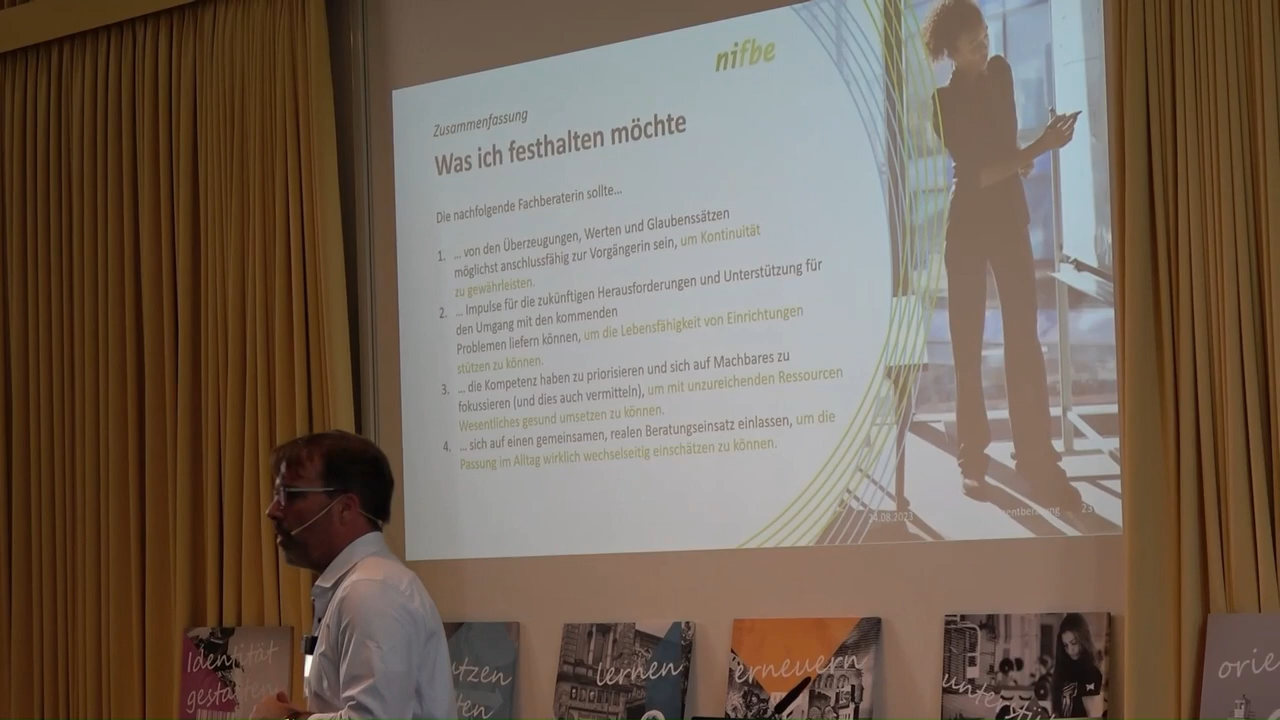 nifbe
Zusammenfassung
Was ich festhalten möchte
Die nachfolgende Fachberaterin sollte...
1. ... von den Überzeugungen, Werten und Glaubenssätzen
möglichst anschlussfähig zur Vorgängerin sein, um Kontinuität
zu gewährleisten.
2. ... Impulse für die zukünftigen Herausforderungen und Unterstützung für
den Umgang mit den kommenden
Problemen liefern können, um die Lebensfähigkeit von Einrichtungen
stützen zu können.
3. ... die Kompetenz haben zu priorisieren und sich auf Machbares zu
fokussieren (und dies auch vermitteln), um mit unzureichenden Ressourcen
Wesentliches gesund umsetzen zu können.
4. ... sich auf einen gemeinsamen, realen Beratungseinsatz einlassen, um die
Passung im Alltag wirklich wechselseitig einschätzen zu können.
24.08.2023
23
Identität
gestalten
lernen
erneuern